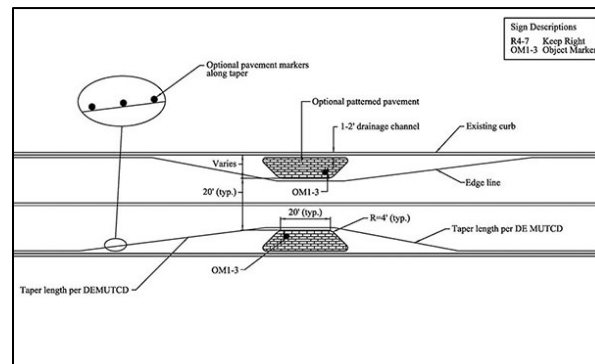 Sign Descriptions
R4-7 Keep Right
OM1-3 Object Marker
Optional pavement markers
along taper
Optional patterned pavement
1-2' drainage channel
Existing curb
Varies
OM1-3
Edge line
20' (typ.)
20' (typ.)
R=4' (typ.)
Taper length per DE MUTCD
OM1-3
Taper length per DEMUTCD